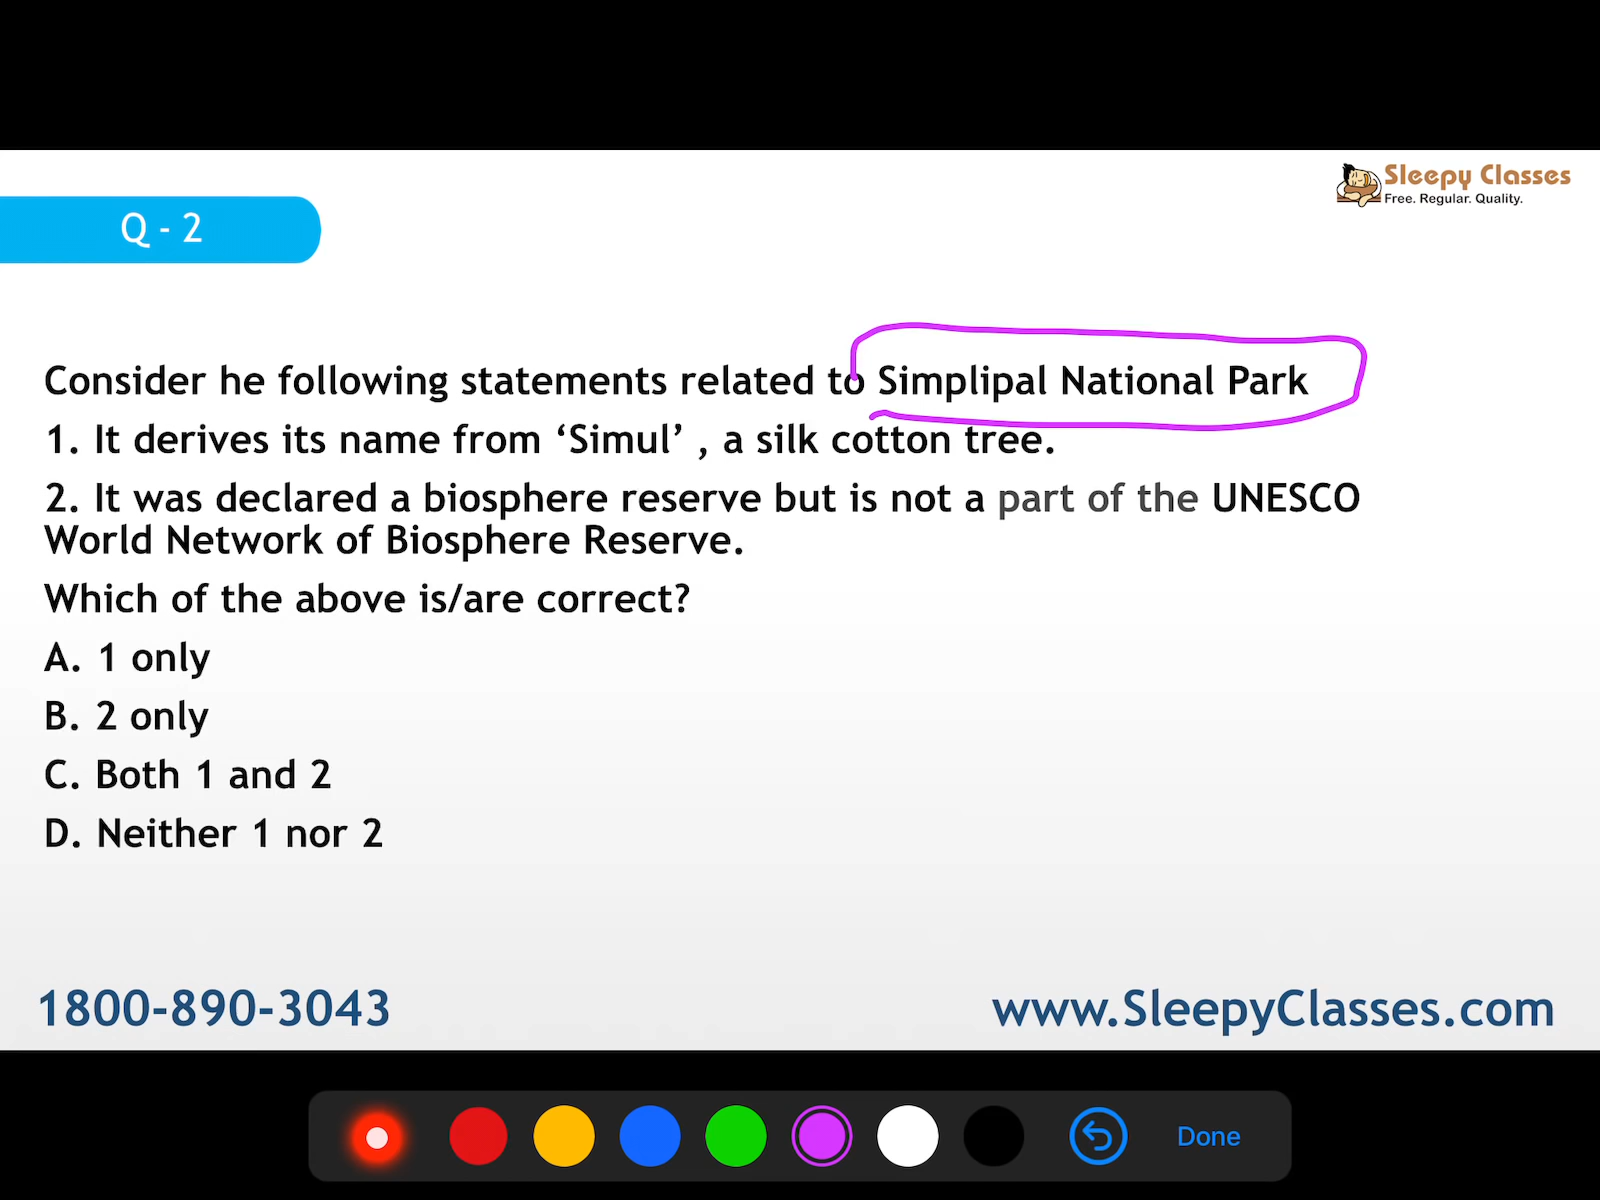 Sleepy Classes
Free. Regular. Quality.
Q - 2
Consider he following statements related to Simplipal National Park
1. It derives its name from ‘Simul’ , a silk cotton tree.
2. It was declared a biosphere reserve but is not a part of the UNESCO
World Network of Biosphere Reserve.
Which of the above is/are correct?
A. 1 only
B. 2 only
C. Both 1 and 2
D. Neither 1 nor 2
1800-890-3043
www.SleepyClasses.com
Done